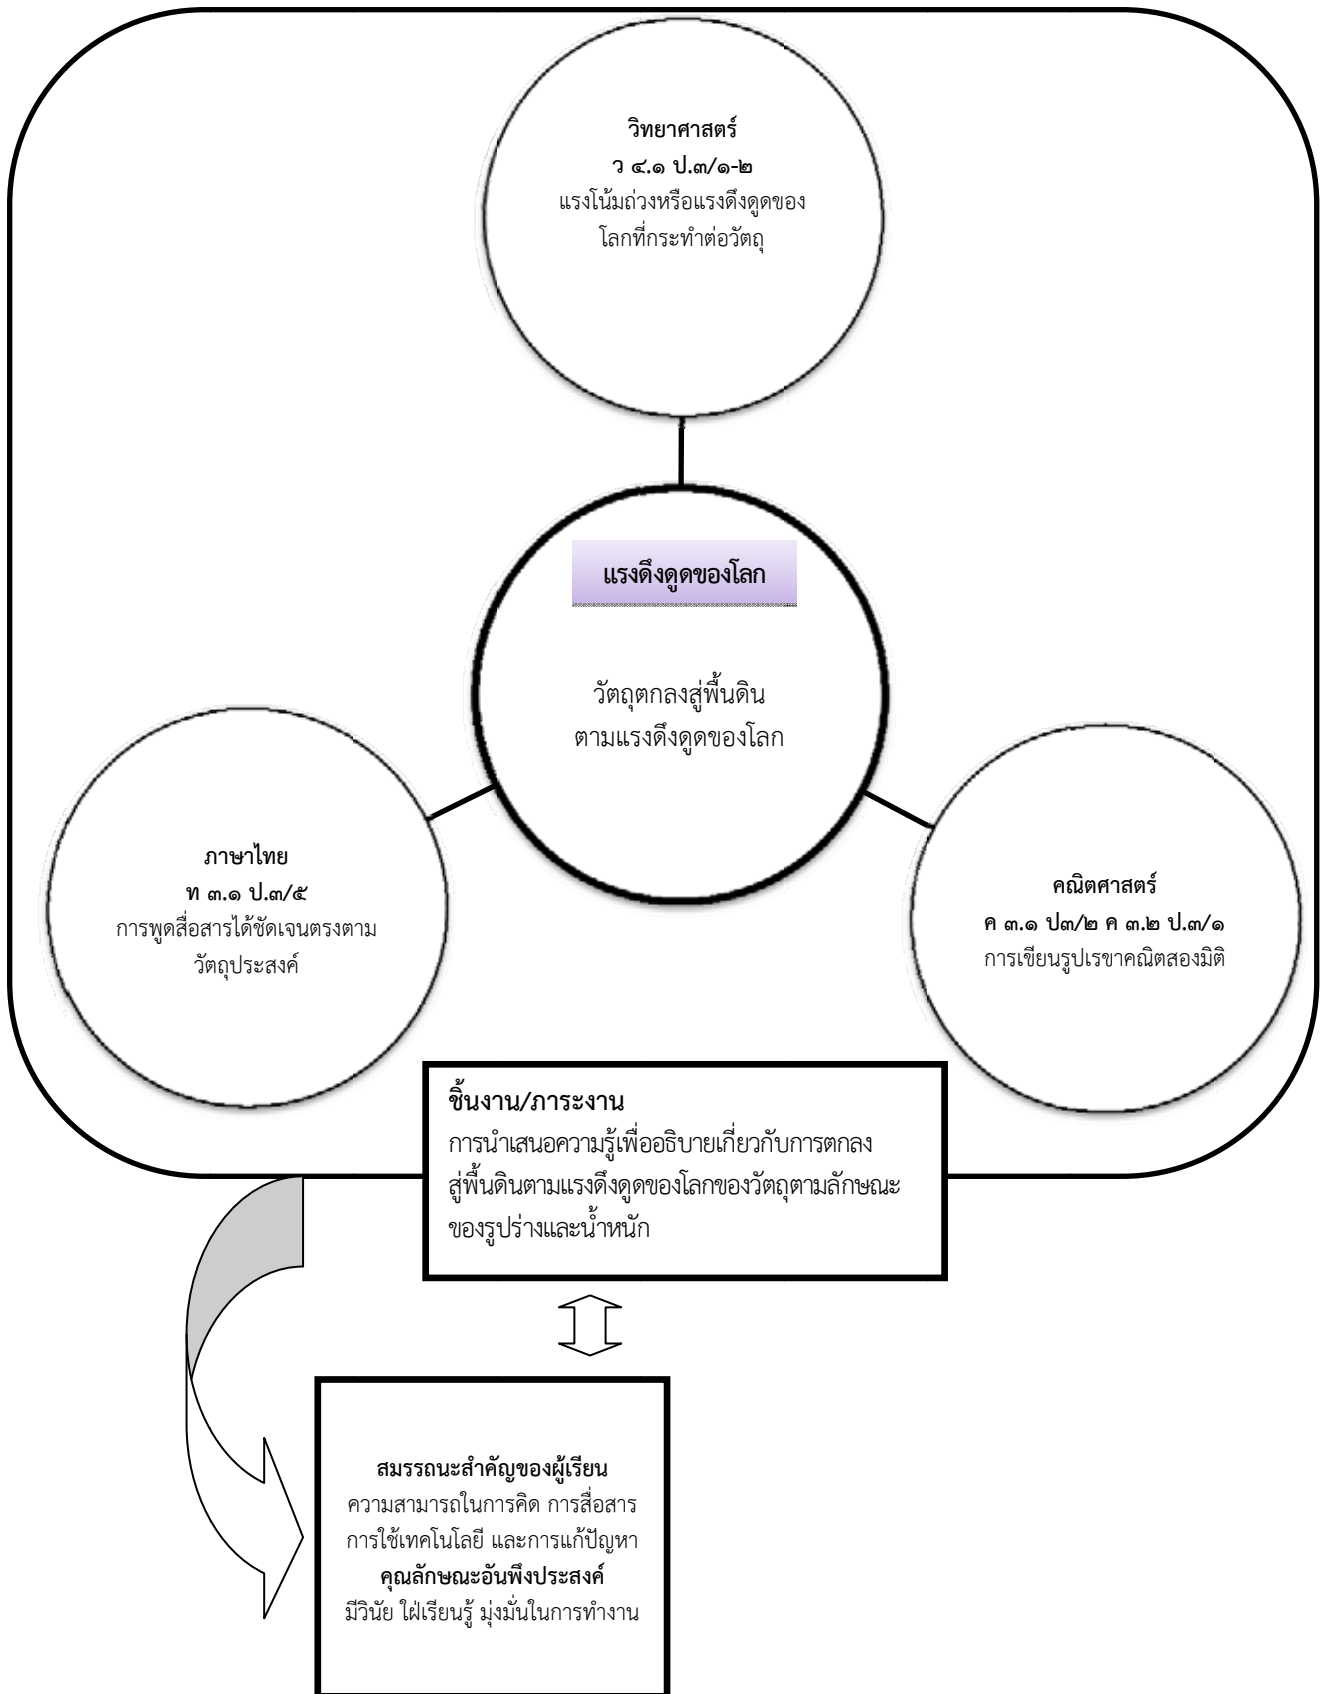 วิทยาศาสตร์
ว ๔.๑ ป.๓/๑-๒
แรงโน้มถ่วงหรือแรงดึงดูดของ
โลกที่กระทำต่อวัตถุ
แรงดึงดูดของโลก
วัตถุตกลงสู่พื้นดิน
ตามแรงดึงดูดของโลก
ภาษาไทย
ท ๓.๑ ป.๓/๕
การพูดสื่อสารได้ชัดเจนตรงตาม
วัตถุประสงค์
คณิตศาสตร์
ค ๓.๑ ป๓/๒ ค ๓.๒ ป.๓/๑
การเขียนรูปเรขาคณิตสองมิติ
ชิ้นงาน/ภาระงาน
การนำเสนอความรู้เพื่ออธิบายเกี่ยวกับการตกลง
สู่พื้นดินตามแรงดึงดูดของโลกของวัตถุตามลักษณะ
ของรูปร่างและน้ำหนัก
สมรรถนะสำคัญของผู้เรียน
ความสามารถในการคิด การสื่อสาร
การใช้เทคโนโลยี และการแก้ปัญหา
คุณลักษณะอันพึงประสงค์
มีวินัย ใฝ่เรียนรู้ มุ่งมั่นในการทำงาน